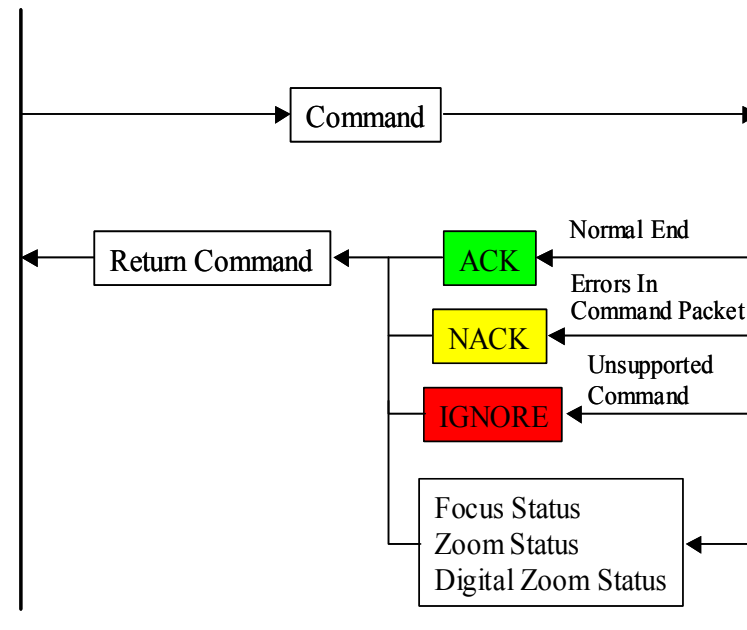 Command
Normal End
Return Command
ACK
Errors In
Command Packet
NACK
Unsupported
Command
IGNORE
Focus Status
Zoom Status
Digital Zoom Status